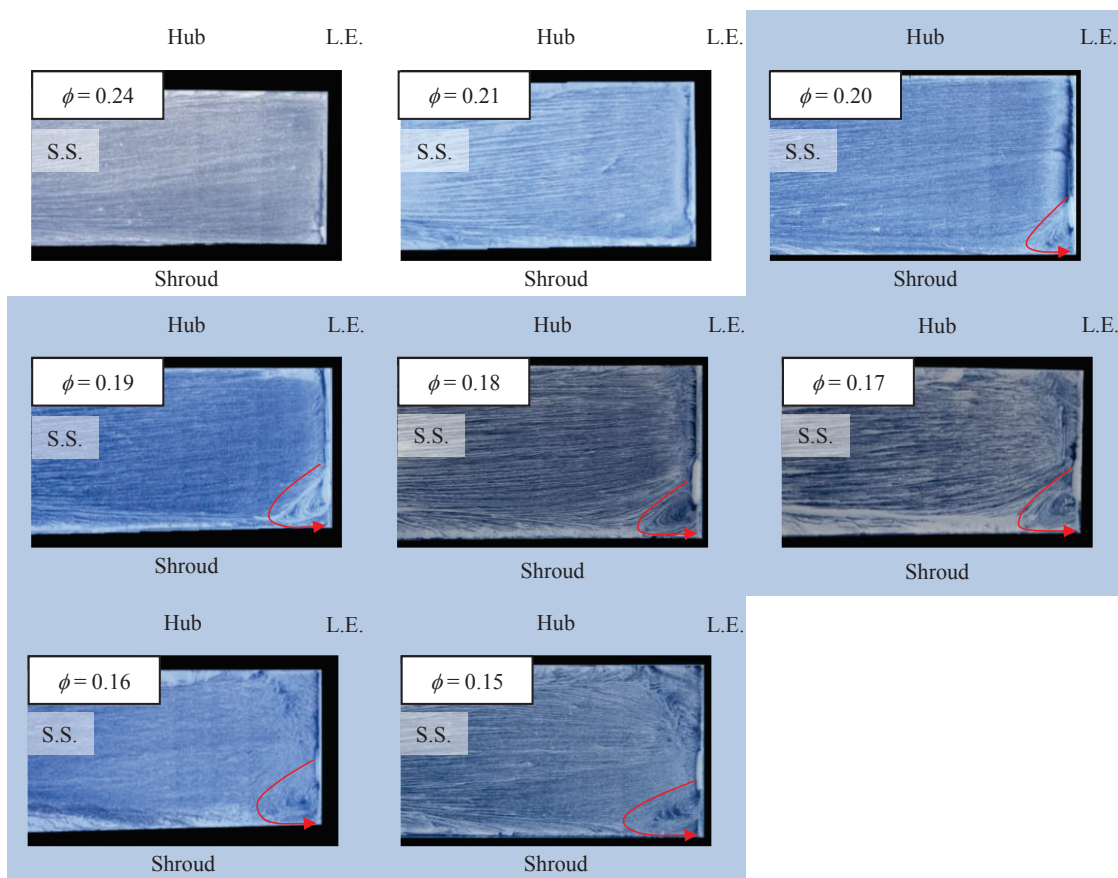 Hub L.E. Hub L.E. Hub L.E.
ϕ = 0.24 ϕ = 0.21 ϕ = 0.20
S.S. S.S. S.S.
Shroud Shroud Shroud
Hub L.E. Hub L.E. Hub L.E.
ϕ = 0.19 ϕ = 0.18 ϕ = 0.17
S.S. S.S. S.S.
Shroud Shroud Shroud
Hub L.E. Hub L.E.
ϕ = 0.16 ϕ = 0.15
S.S. S.S.
Shroud Shroud